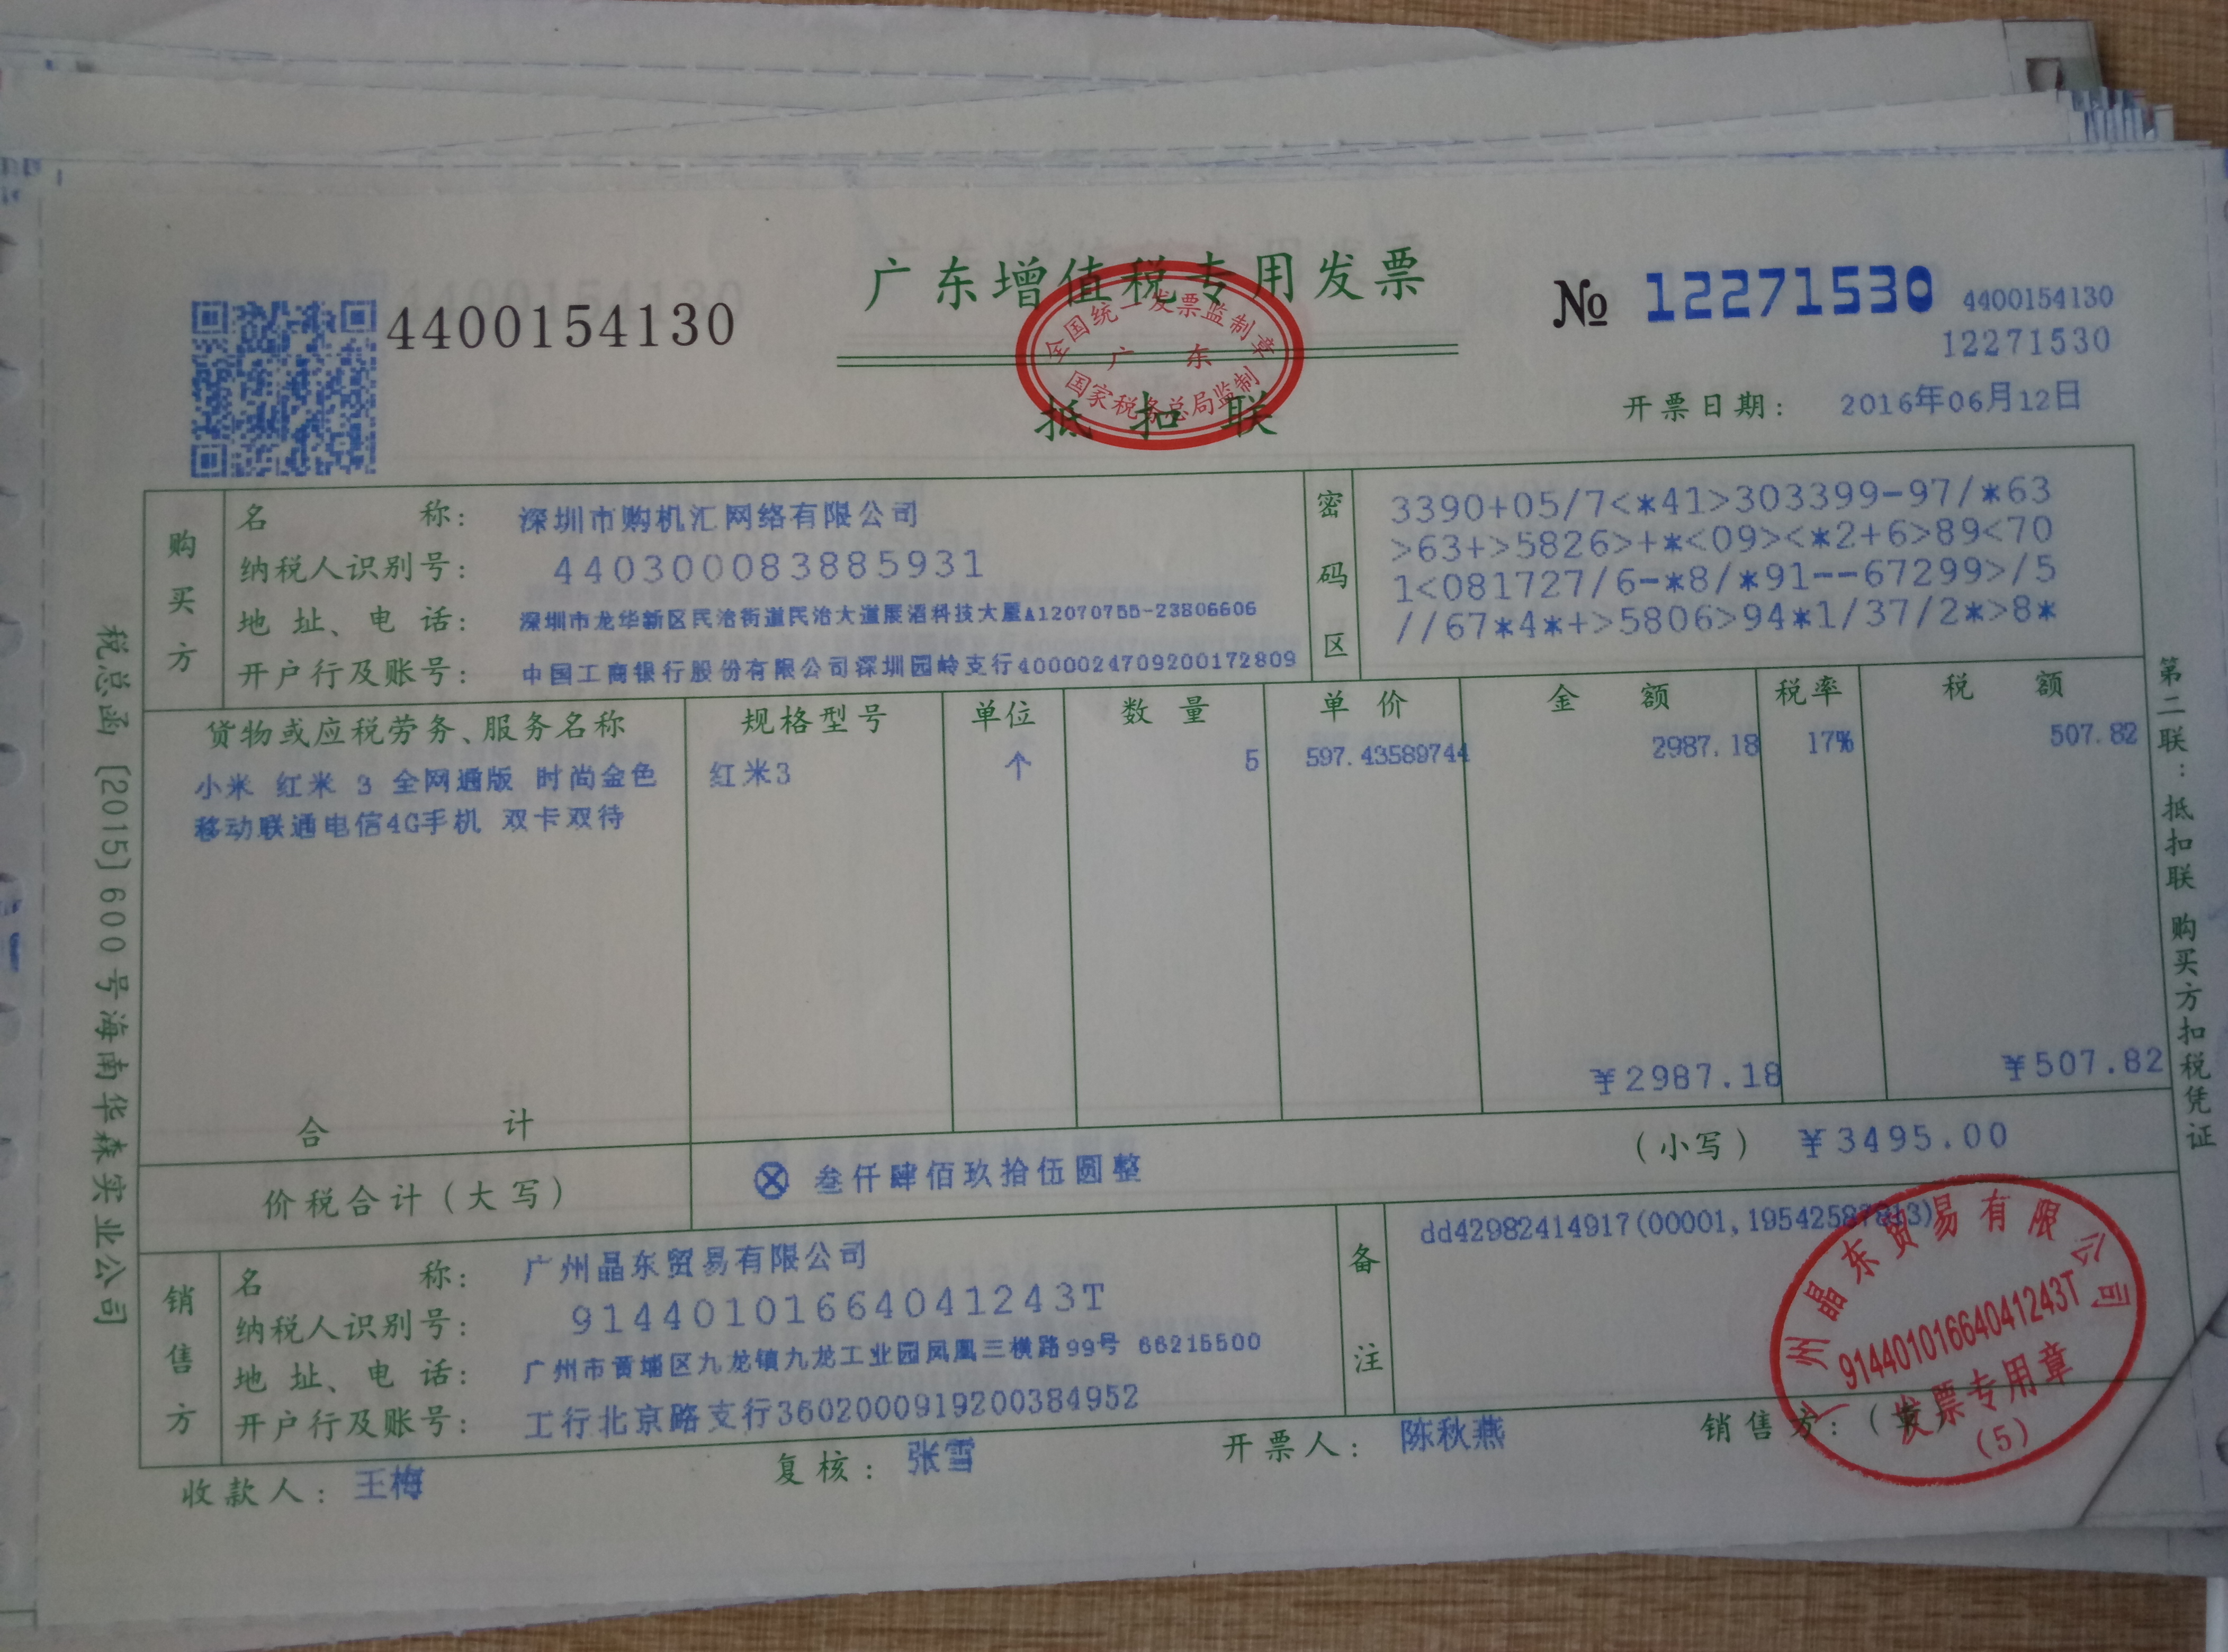 广东增值税专用发票
4400154130
№ 12271530
4400154130
12271530
全国统一发票监制章
广 东
国家税务总局监制
抵扣联
开票日期: 2016年06月12日
购买方
名 称: 深圳市购机汇网络有限公司
纳税人识别号: 440300083885931
地 址、电 话: 深圳市龙华新区民治街道民治大道展滔科技大厦A12070755-23806606
开户行及账号: 中国工商银行股份有限公司深圳园岭支行4000024709200172809
密码区
3390+05/7<*41>303399-97/*63
>63+>5826>+*<09><*2+6>89<70
1<081727/6-*8/*91--67299>/5
//67*4*+>5806>94*1/37/2*>8*
货物或应税劳务、服务名称 规格型号 单位 数 量 单 价 金 额 税率 税 额
小米 红米 3 全网通版 时尚金色 红米3 个 5 597.43589744 2987.18 17% 507.82
移动联通电信4G手机 双卡双待
合 计 ¥2987.18 ¥507.82
价税合计(大写) ⊗ 叁仟肆佰玖拾伍圆整 (小写) ¥3495.00
销售方
名 称: 广州晶东贸易有限公司
纳税人识别号: 91440101664041243T
地 址、电 话: 广州市黄埔区九龙镇九龙工业园凤凰三横路99号 66215500
开户行及账号: 工行北京路支行3602000919200384952
备注
dd42982414917(00001,19542587813)
收款人: 王梅 复核: 张雪 开票人: 陈秋燕 销售方:(章)
广州晶东贸易有限公司
91440101664041243T
发票专用章
(5)
税总函〔2015〕600号海南华森实业公司
第二联:抵扣联 购买方扣税凭证